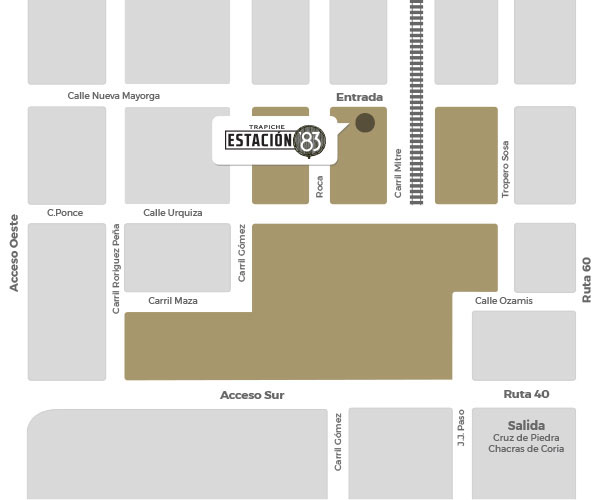 Calle Nueva Mayorga
Entrada
TRAPICHE
ESTACIÓN '83
Roca
Carril Mitre
Tropero Sosa
C.Ponce
Calle Urquiza
Acceso Oeste
Carril Roriguez Peña
Carril Gómez
Ruta 60
Carril Maza
Calle Ozamis
Acceso Sur
Ruta 40
Carril Gómez
J.J. Paso
Salida
Cruz de Piedra
Chacras de Coria